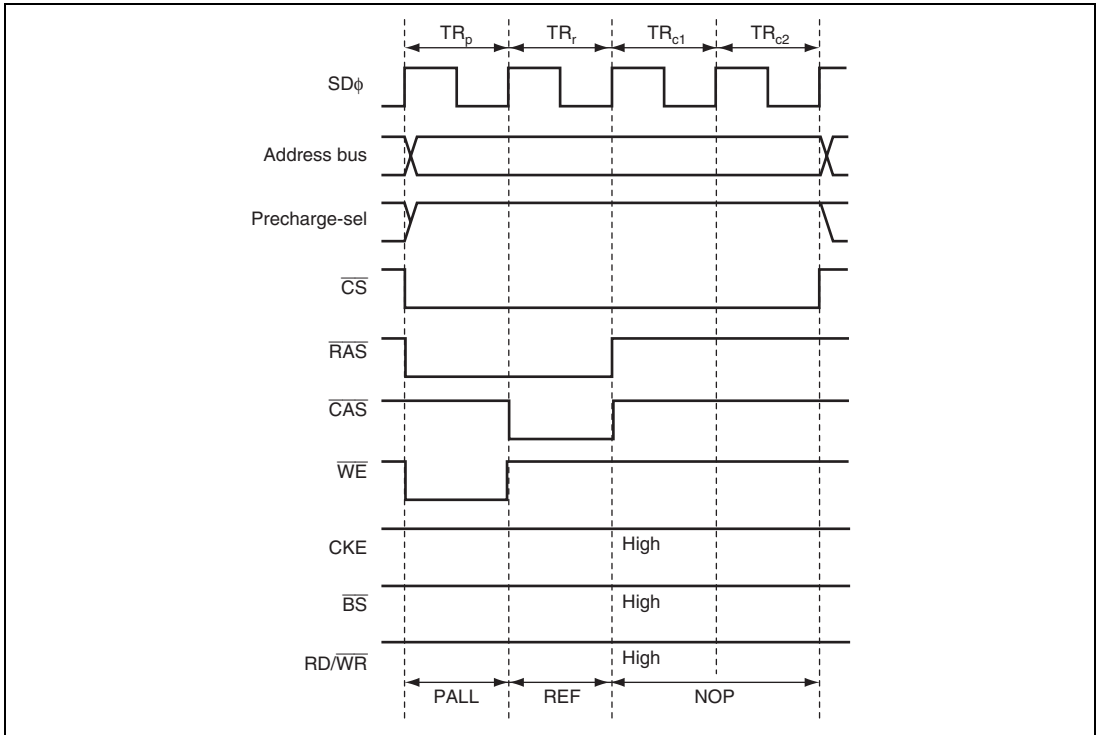 TRp TRr TRc1 TRc2
SDϕ
Address bus
Precharge-sel
CS
RAS
CAS
WE
CKE High
BS High
RD/WR High
PALL REF NOP